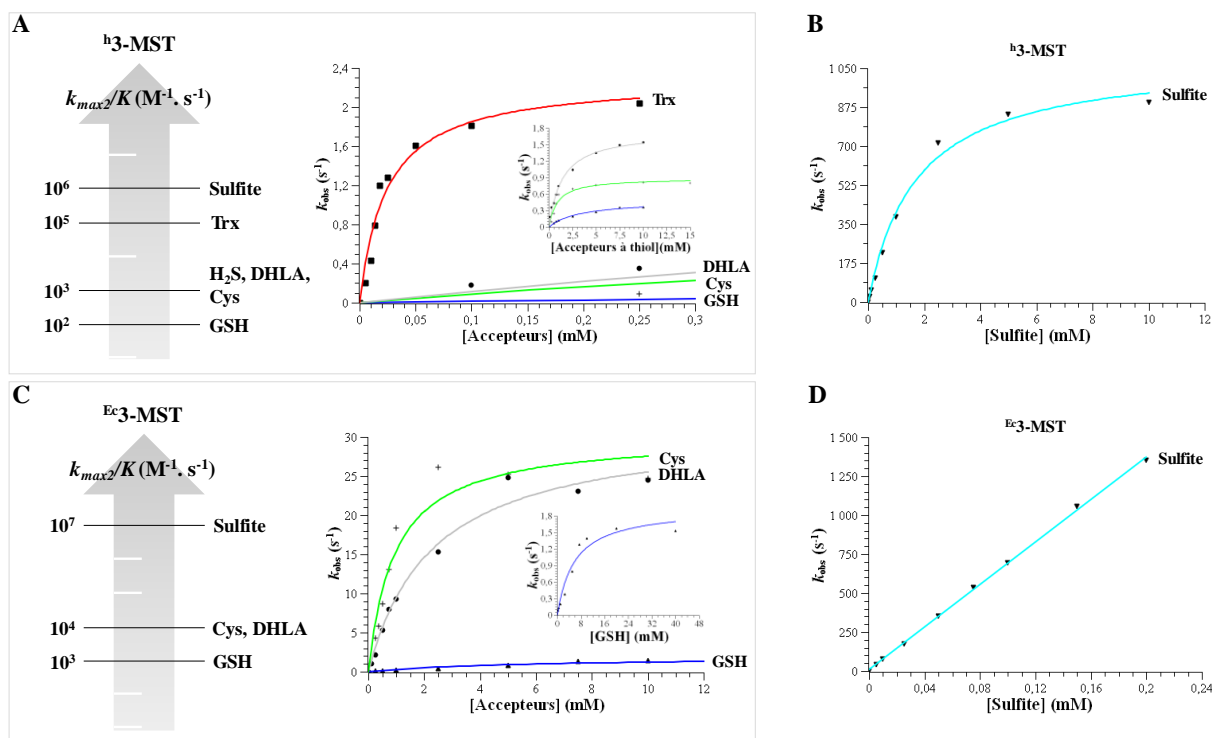 A
ʰ3-MST
kmax2/K (M⁻¹. s⁻¹)
10⁶ Sulfite
10⁵ Trx
10³ H₂S, DHLA,
Cys
10² GSH
kobs (s⁻¹)
2,4
2
1,6
1,2
0,8
0,4
0
0 0,05 0,1 0,15 0,2 0,25 0,3
[Accepteurs] (mM)
Trx
DHLA
Cys
GSH
kobs (s⁻¹)
1,8
1,5
1,2
0,9
0,6
0,3
0
0 2,5 5 7,5 10 12,5 15
[Accepteurs à thiol](mM)
B
ʰ3-MST
kobs (s⁻¹)
1 050
875
700
525
350
175
0
0 2 4 6 8 10 12
[Sulfite] (mM)
Sulfite
C
ᴱᶜ3-MST
kmax2/K (M⁻¹. s⁻¹)
10⁷ Sulfite
10⁴ Cys, DHLA
10³ GSH
kobs (s⁻¹)
30
25
20
15
10
5
0
0 2 4 6 8 10 12
[Accepteurs] (mM)
Cys
DHLA
GSH
kobs (s⁻¹)
1,8
1,5
1,2
0,9
0,6
0,3
0
0 8 16 24 32 40 48
[GSH] (mM)
D
ᴱᶜ3-MST
kobs (s⁻¹)
1 500
1 250
1 000
750
500
250
0
0 0,04 0,08 0,12 0,16 0,2 0,24
[Sulfite] (mM)
Sulfite